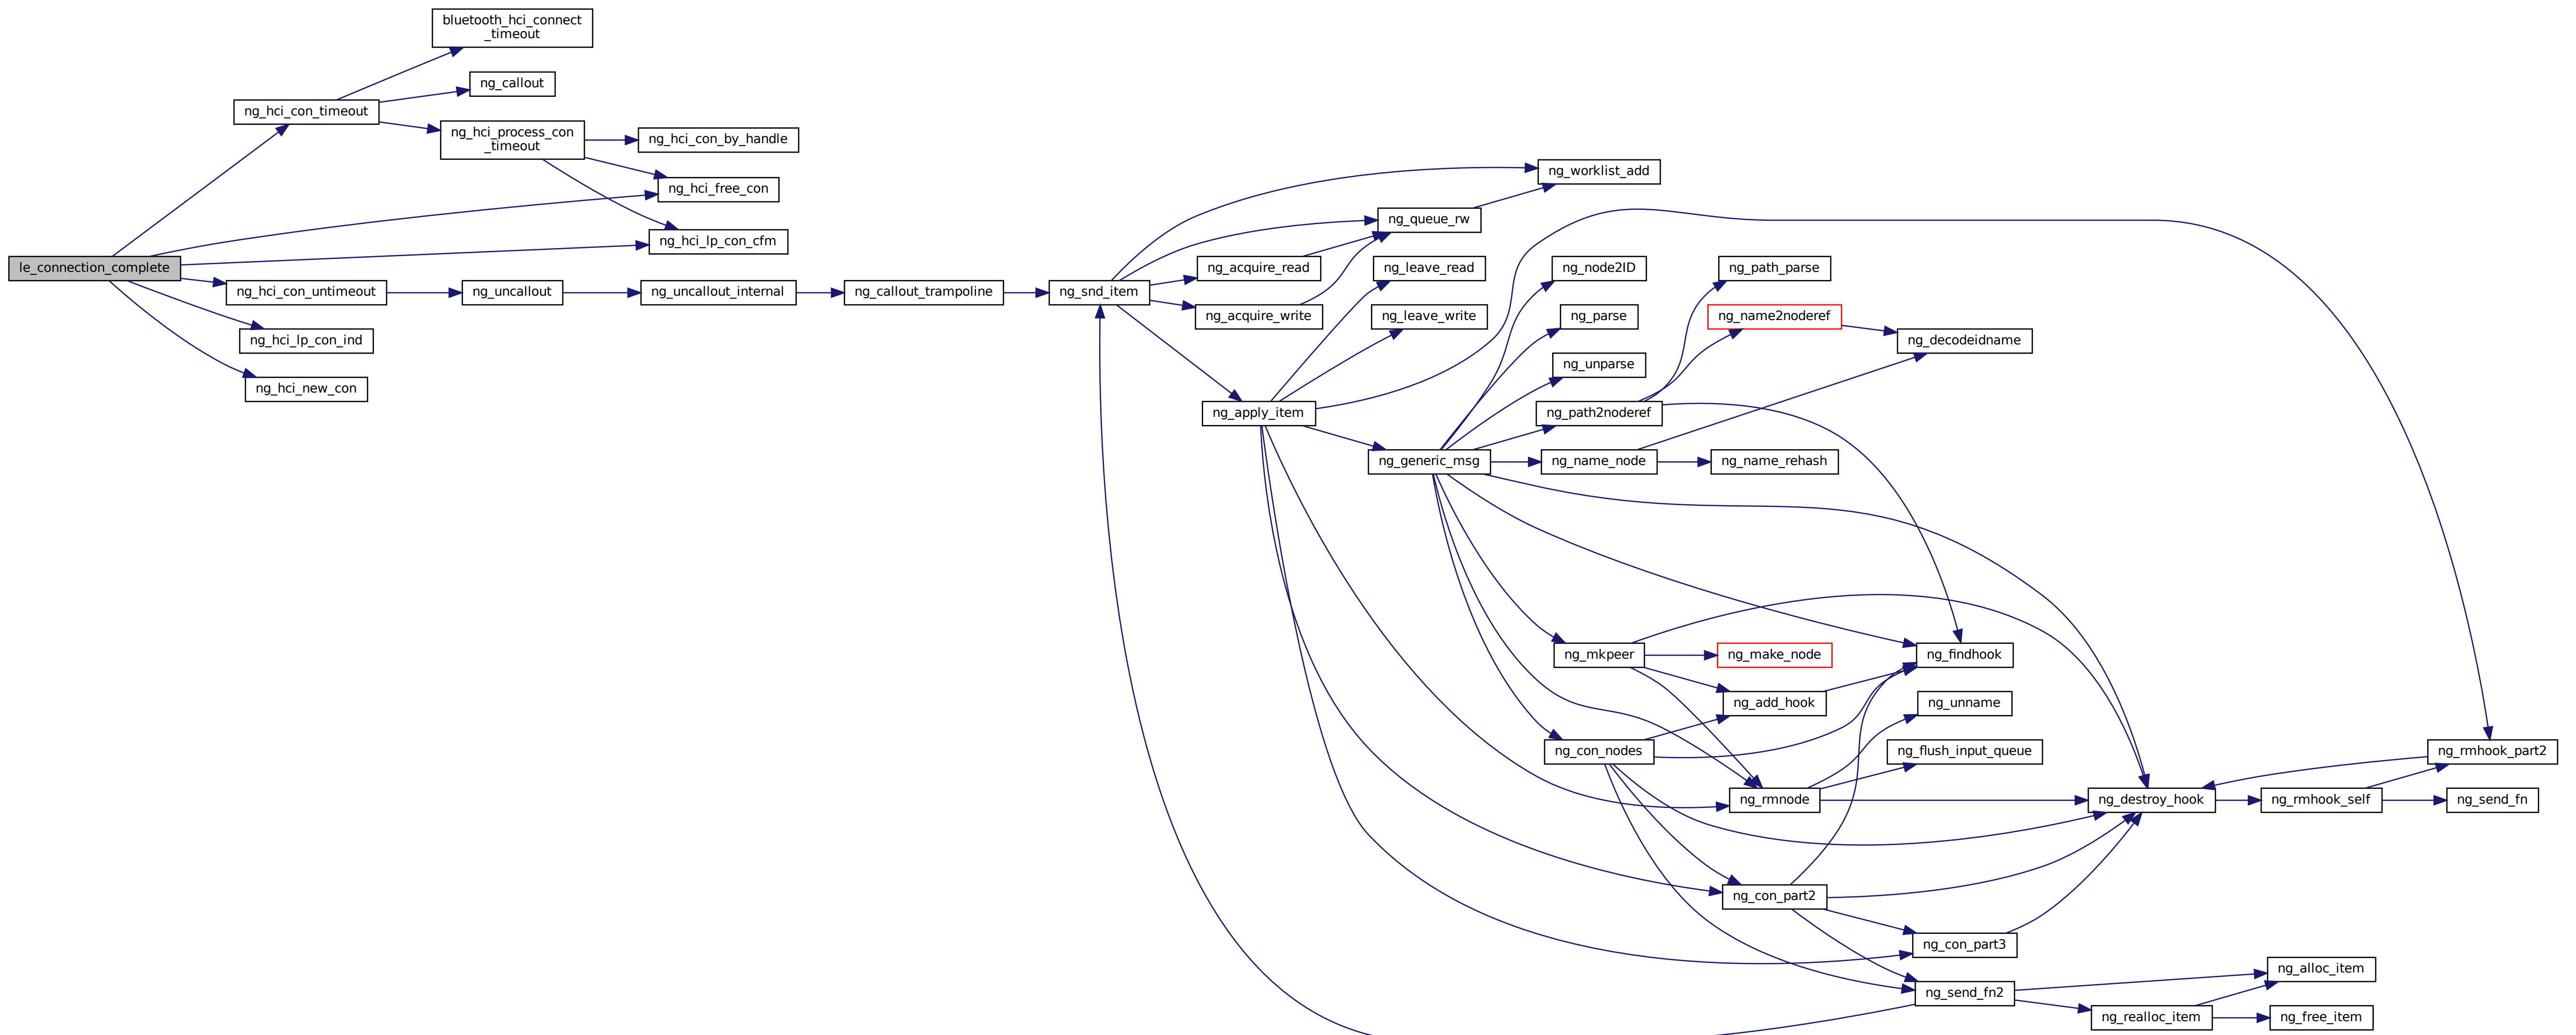 bluetooth_hci_connect
_timeout
ng_callout
ng_hci_con_timeout
ng_hci_process_con
_timeout
ng_hci_con_by_handle
ng_hci_free_con
ng_hci_lp_con_cfm
le_connection_complete
ng_hci_con_untimeout
ng_uncallout
ng_uncallout_internal
ng_callout_trampoline
ng_snd_item
ng_hci_lp_con_ind
ng_hci_new_con
ng_worklist_add
ng_queue_rw
ng_acquire_read
ng_leave_read
ng_node2ID
ng_path_parse
ng_acquire_write
ng_leave_write
ng_parse
ng_name2noderef
ng_decodeidname
ng_unparse
ng_apply_item
ng_path2noderef
ng_generic_msg
ng_name_node
ng_name_rehash
ng_mkpeer
ng_make_node
ng_findhook
ng_add_hook
ng_unname
ng_con_nodes
ng_flush_input_queue
ng_rmhook_part2
ng_rmnode
ng_destroy_hook
ng_rmhook_self
ng_send_fn
ng_con_part2
ng_con_part3
ng_alloc_item
ng_send_fn2
ng_realloc_item
ng_free_item